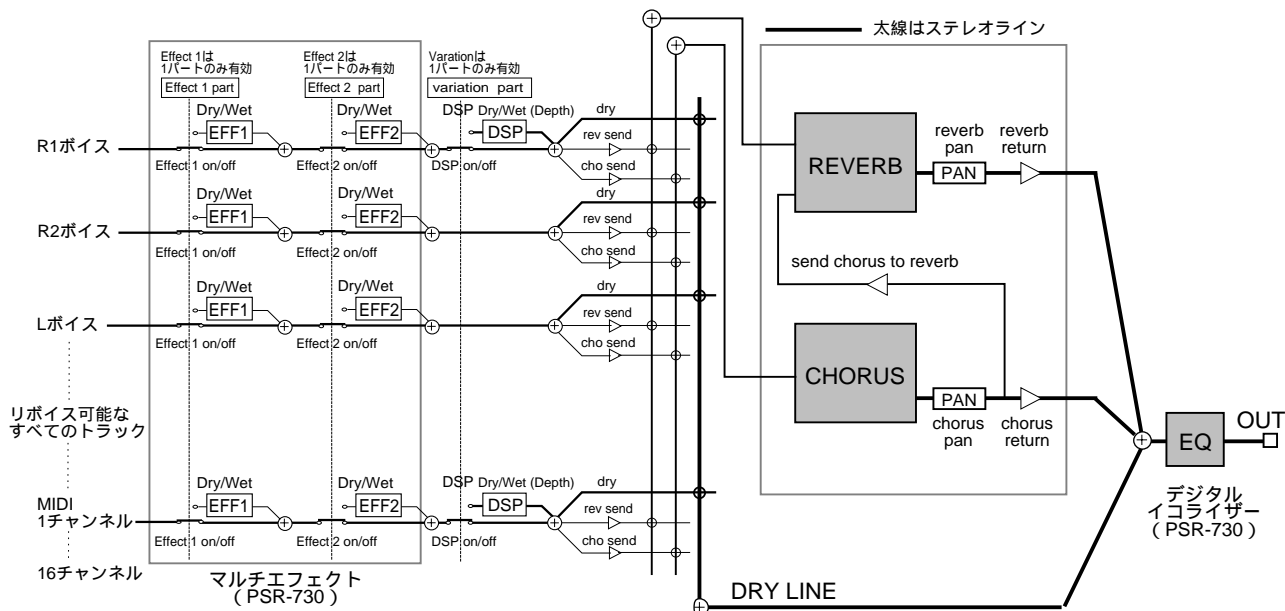 太線はステレオライン
Effect 1は
1パートのみ有効
Effect 1 part
Effect 2は
1パートのみ有効
Effect 2 part
Varationは
1パートのみ有効
variation part
R1ボイス
Dry/Wet
EFF1
Effect 1 on/off
Dry/Wet
EFF2
Effect 2 on/off
DSP Dry/Wet (Depth)
DSP
DSP on/off
dry
rev send
cho send
R2ボイス
Dry/Wet
EFF1
Effect 1 on/off
Dry/Wet
EFF2
Effect 2 on/off
dry
rev send
cho send
Lボイス
Dry/Wet
EFF1
Effect 1 on/off
Dry/Wet
EFF2
Effect 2 on/off
dry
rev send
cho send
リボイス可能な
すべてのトラック
MIDI
1チャンネル
16チャンネル
Dry/Wet
EFF1
Effect 1 on/off
Dry/Wet
EFF2
Effect 2 on/off
DSP Dry/Wet (Depth)
DSP
DSP on/off
dry
rev send
cho send
マルチエフェクト
(PSR-730)
REVERB
reverb
pan
PAN
reverb
return
send chorus to reverb
CHORUS
PAN
chorus
pan
chorus
return
DRY LINE
EQ
OUT
デジタル
イコライザー
(PSR-730)